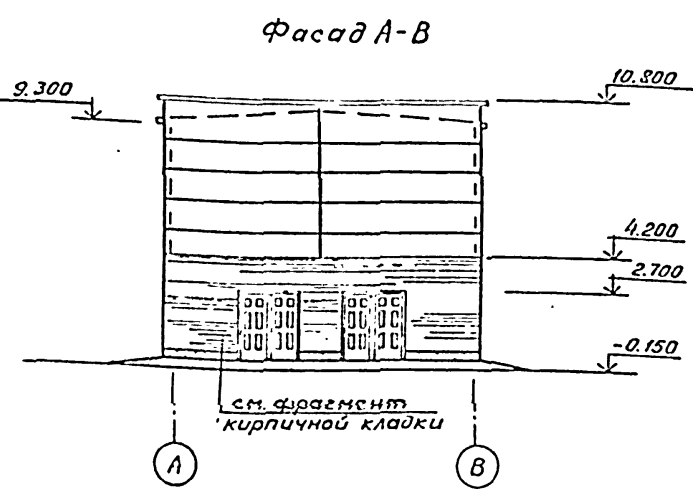 Фасад А-В
9.300
10.800
4.200
2.700
-0.150
см. фрагмент
кирпичной кладки
А
В